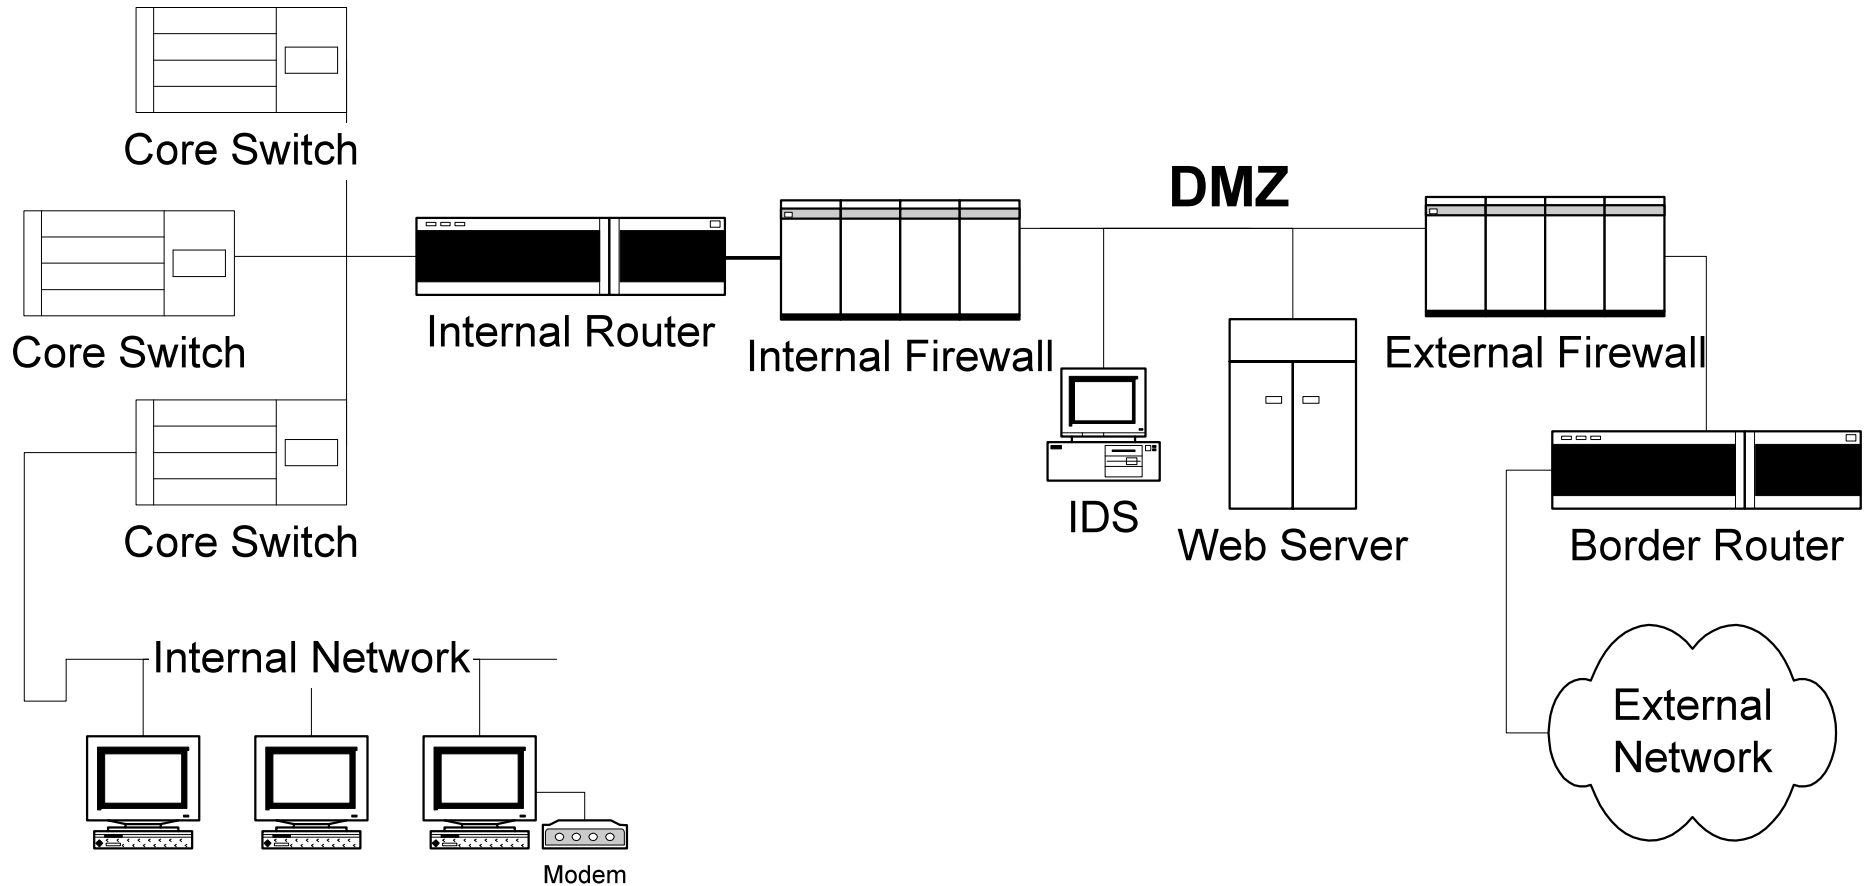 Core Switch
DMZ
Core Switch
Internal Router
Internal Firewall
External Firewall
IDS
Core Switch
Web Server
Border Router
Internal Network
External
Network
Modem